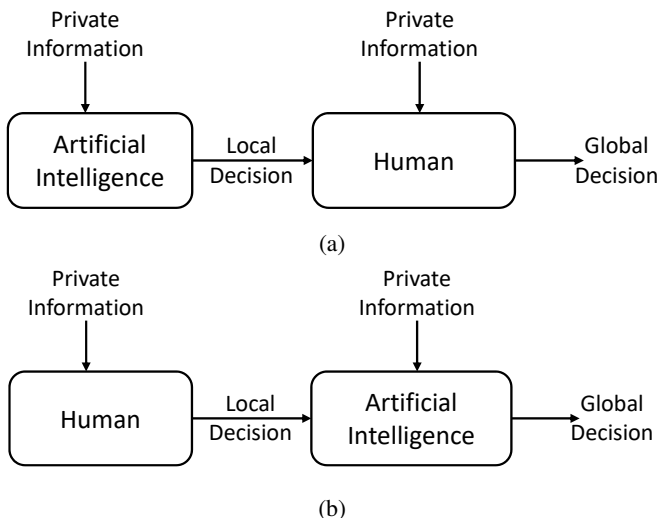 Private
Information
Private
Information
Artificial
Intelligence
Local
Decision
Human
Global
Decision
(a)
Private
Information
Private
Information
Human
Local
Decision
Artificial
Intelligence
Global
Decision
(b)